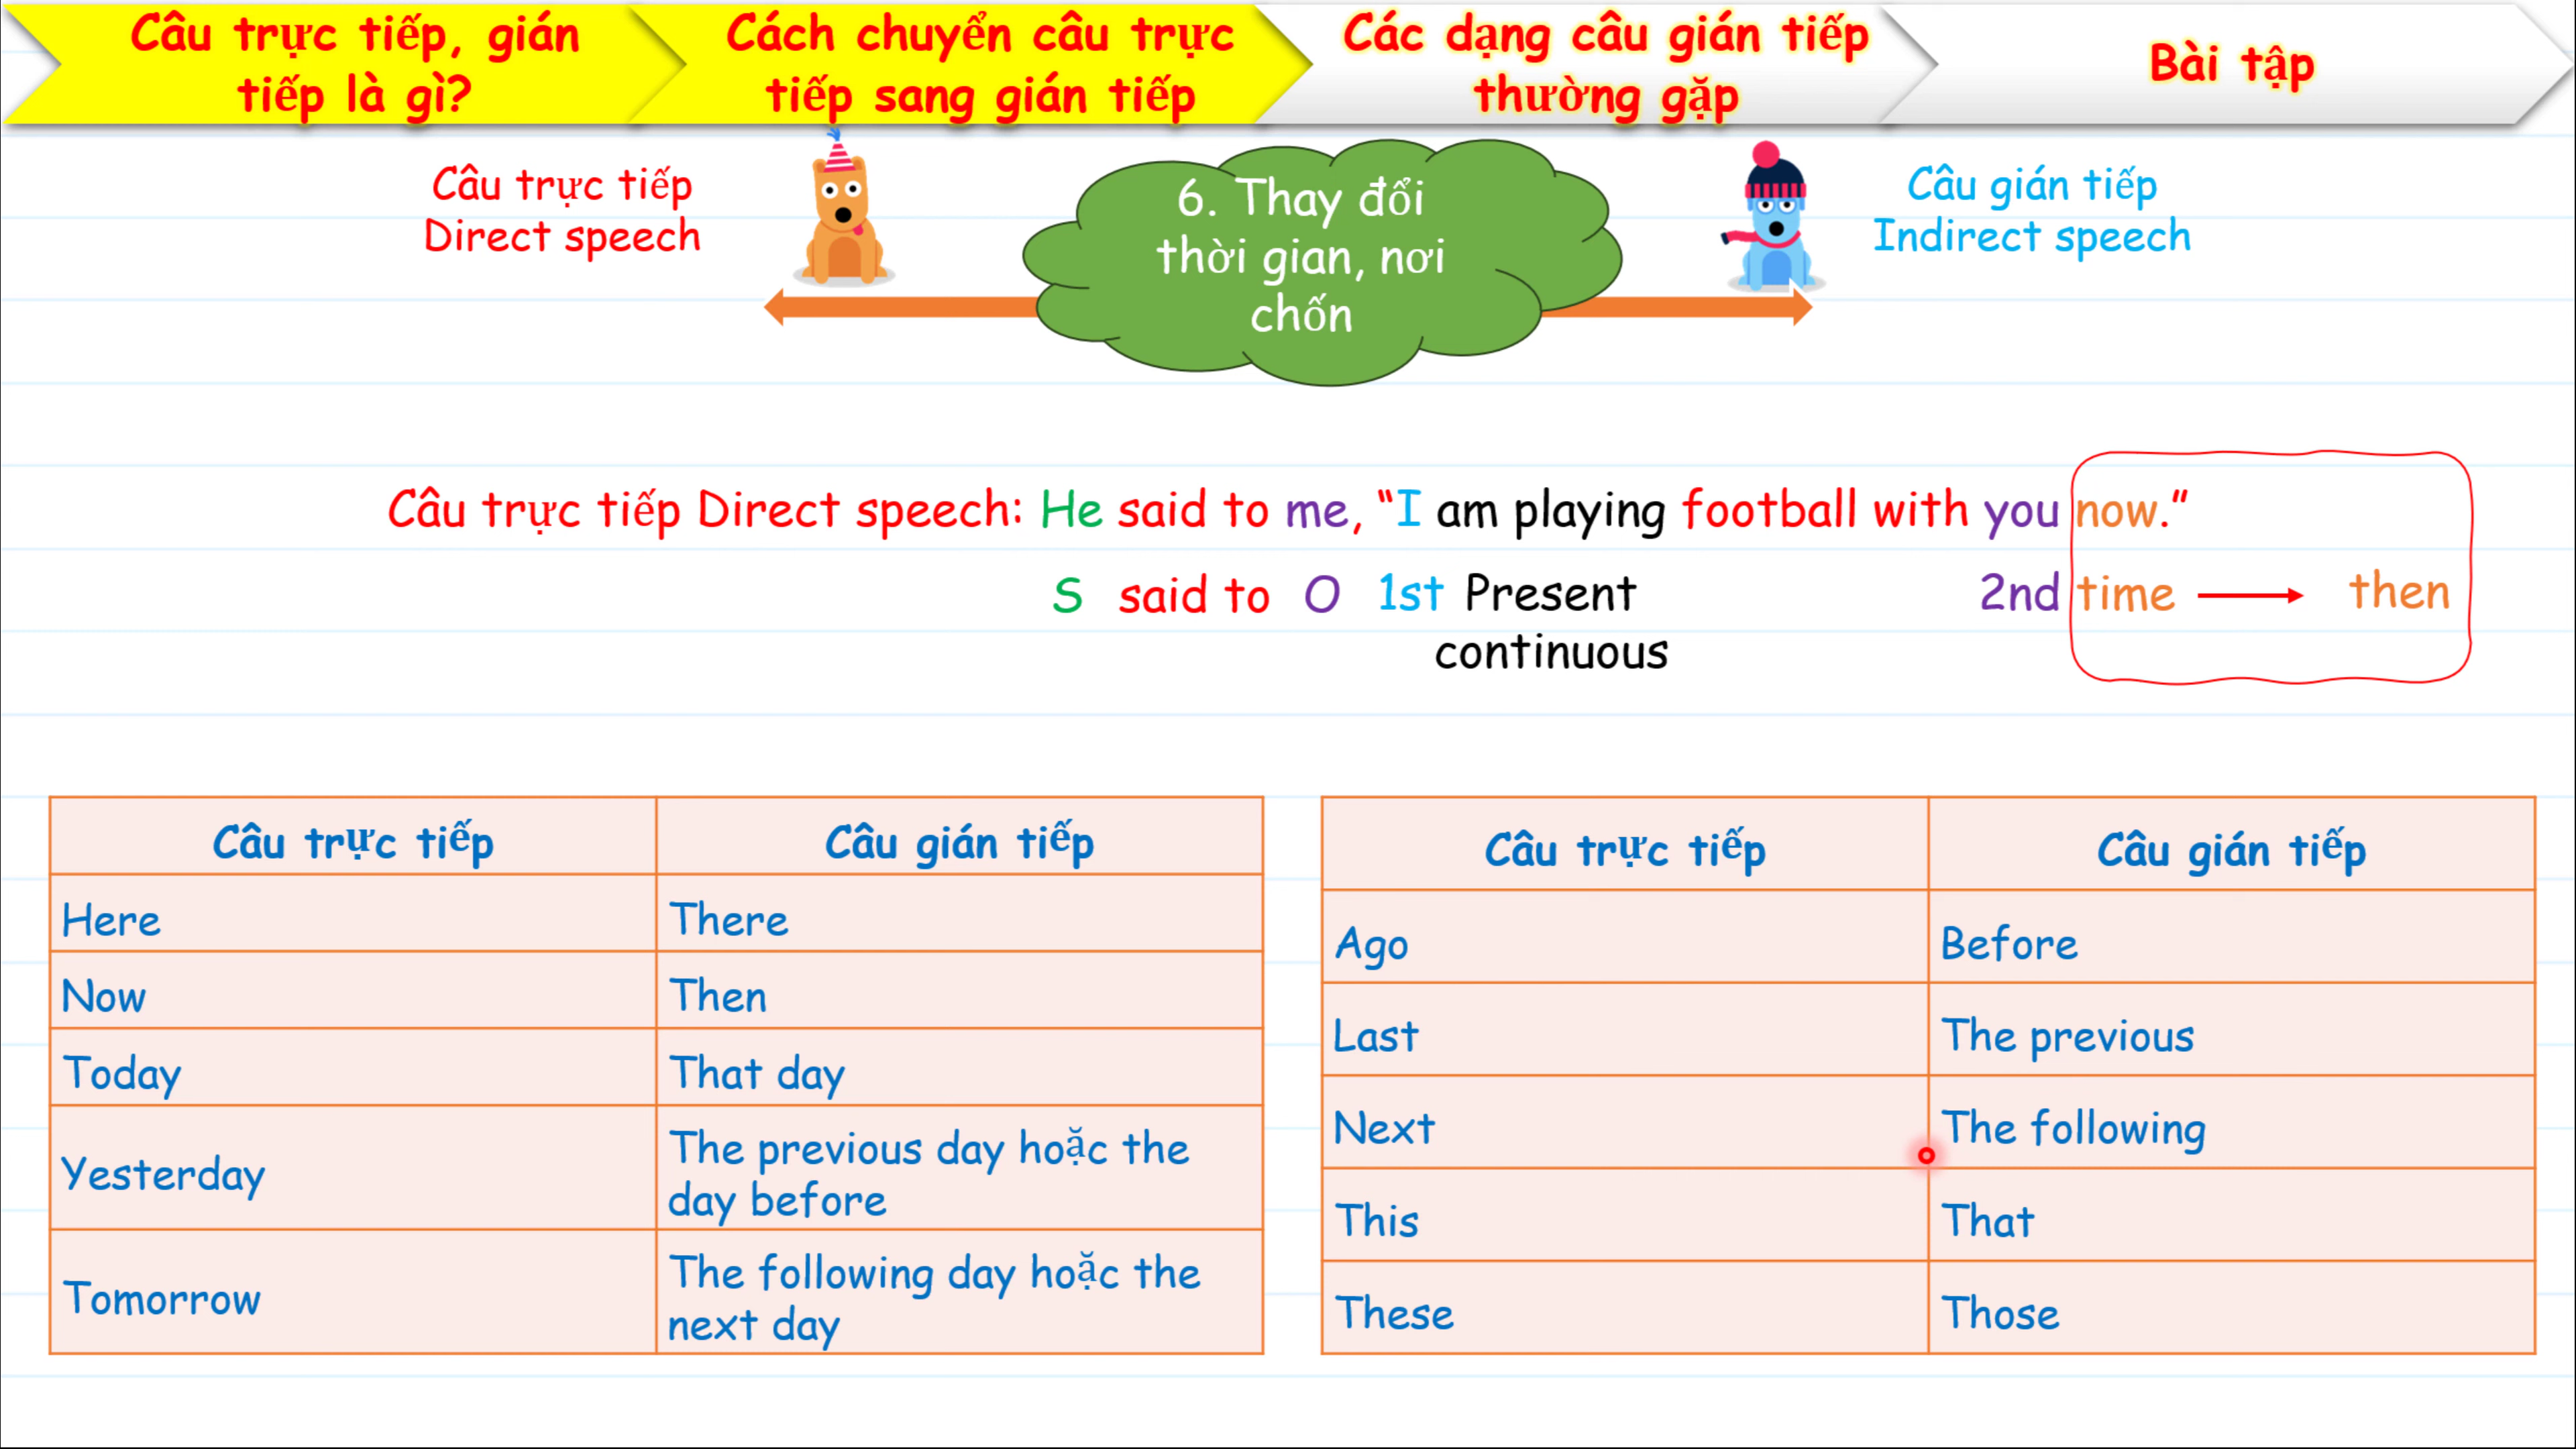 Câu trực tiếp, gián
tiếp là gì?
Cách chuyển câu trực
tiếp sang gián tiếp
Các dạng câu gián tiếp
thường gặp
Bài tập
Câu trực tiếp
Direct speech
6. Thay đổi
thời gian, nơi
chốn
Câu gián tiếp
Indirect speech
Câu trực tiếp Direct speech: He said to me, “I am playing football with you now.”
S said to O 1st Present 2nd time then
continuous
Câu trực tiếp Câu gián tiếp
Here There
Now Then
Today That day
Yesterday The previous day hoặc the
day before
Tomorrow The following day hoặc the
next day
Câu trực tiếp Câu gián tiếp
Ago Before
Last The previous
Next The following
This That
These Those